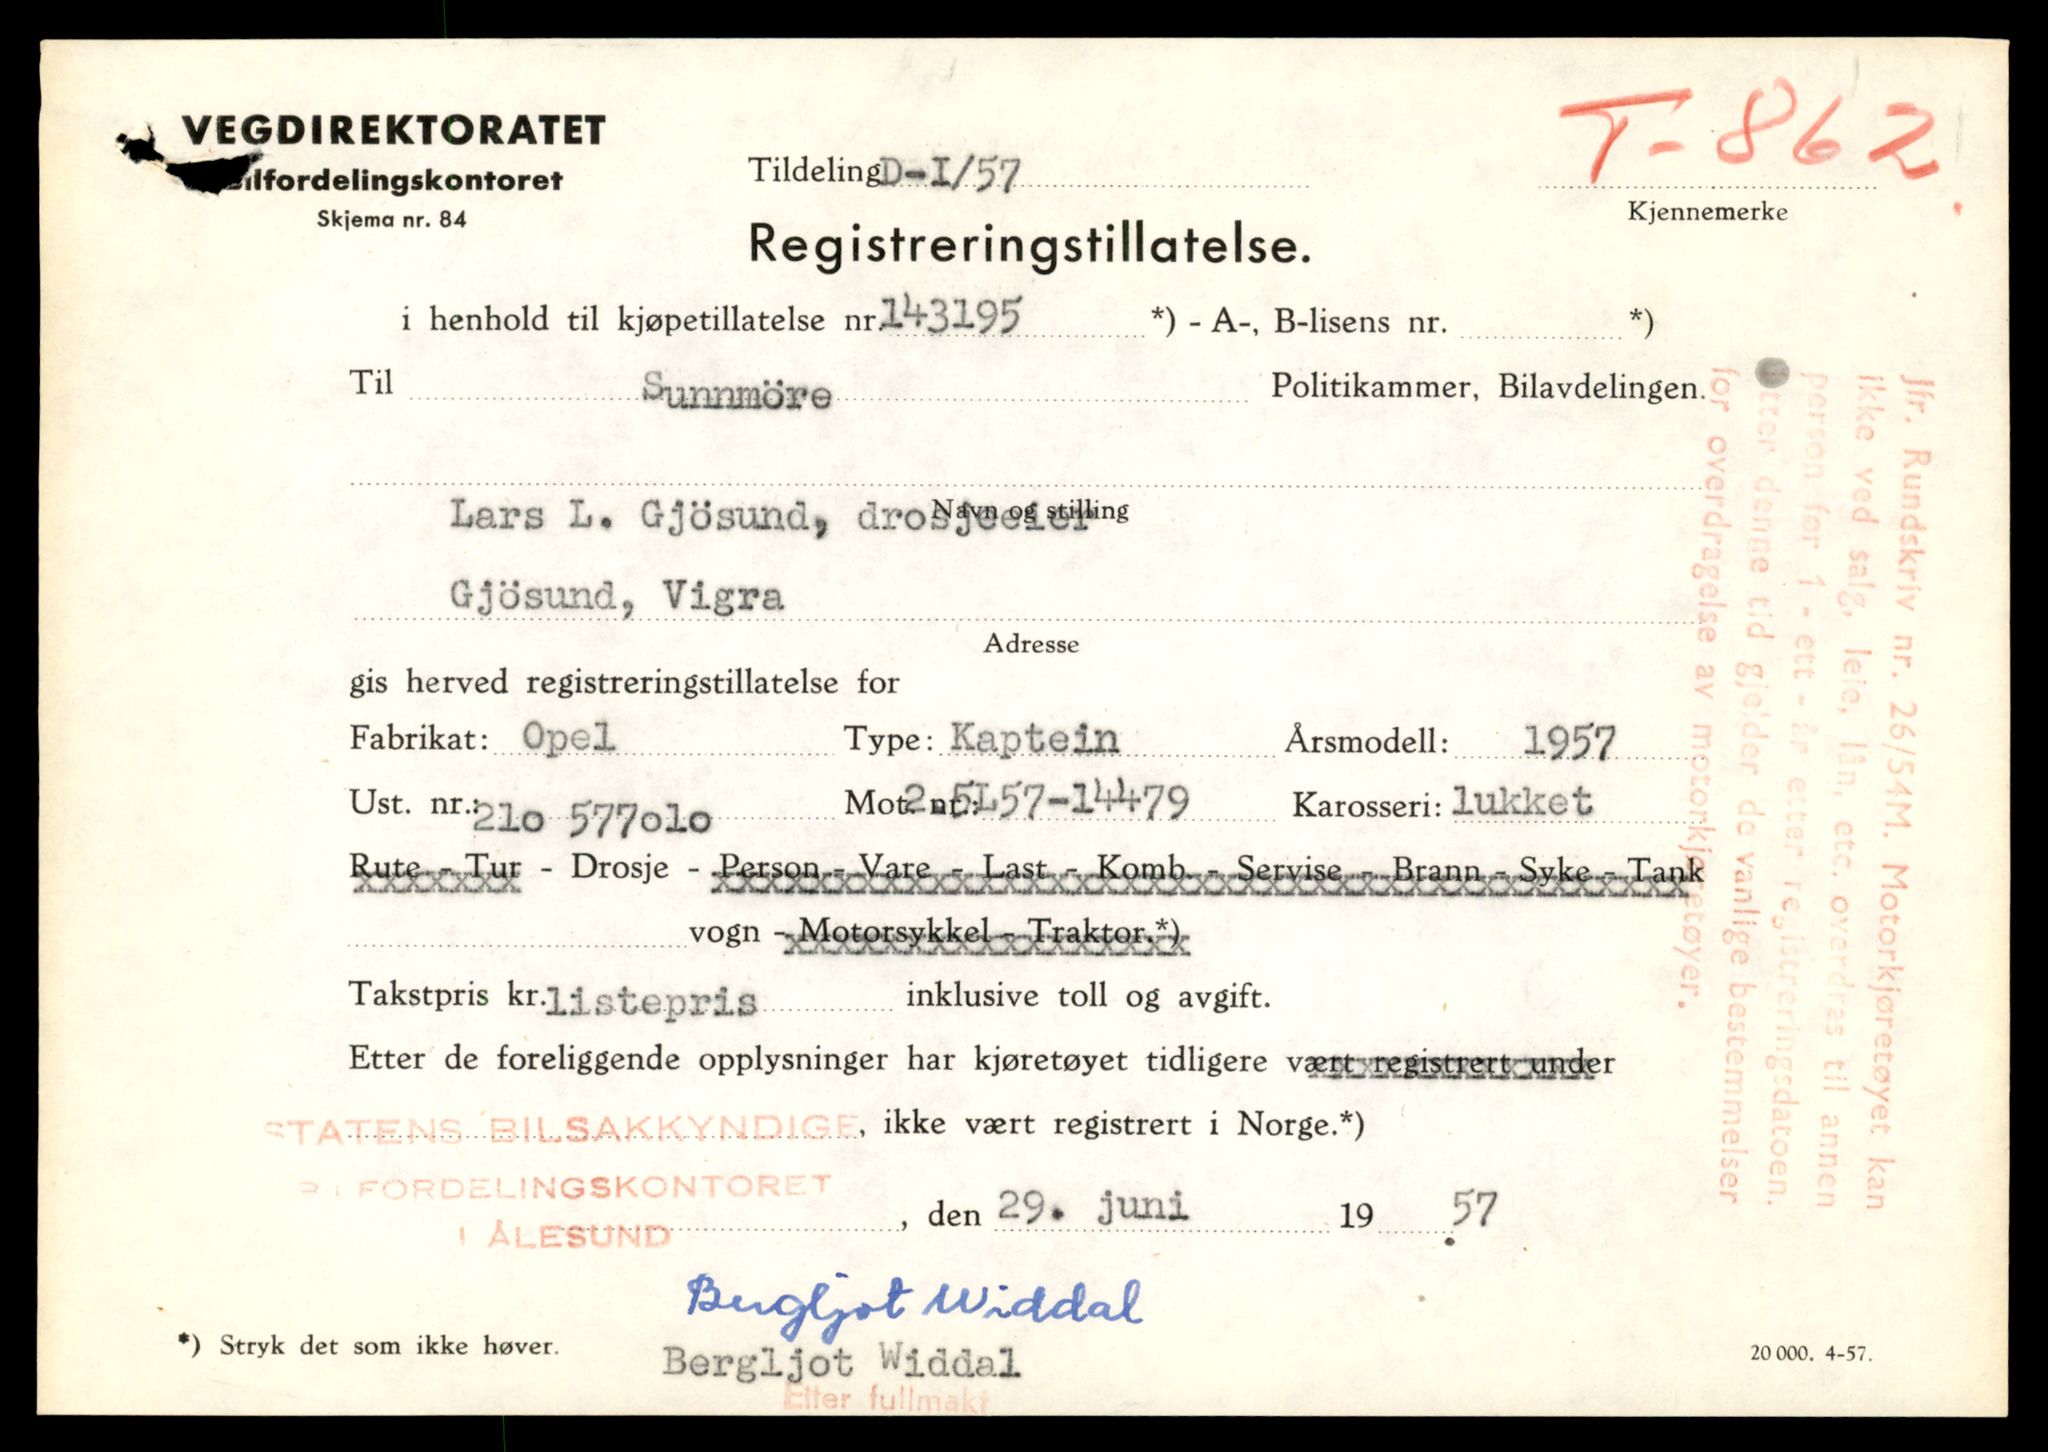 VEGDIREKTORATET
Bilfordelingskontoret
Skjema nr. 84
Tildeling D-I/57
T-862.
Kjennemerke
Registreringstillatelse.
i henhold til kjøpetillatelse nr. 143195 *) - A-, B-lisens nr. *)
Til Sunnmöre Politikammer, Bilavdelingen.
Lars L. Gjösund, drosjeeier
Navn og stilling
Gjösund, Vigra
Adresse
gis herved registreringstillatelse for
Fabrikat: Opel Type: Kaptein Årsmodell: 1957
Ust. nr.: 21o 577o1o Mot. nr.: 2.5L57-14479 Karosseri: lukket
Rute - Tur - Drosje - Person - Vare - Last - Komb. - Servise - Brann - Syke - Tank
vogn - Motorsykkel - Traktor.*)
Takstpris kr. listepris inklusive toll og avgift.
Etter de foreliggende opplysninger har kjøretøyet tidligere vært registrert under
, ikke vært registrert i Norge.*)
STATENS BILSAKKYNDIGE
BILFORDELINGSKONTORET
I ÅLESUND
, den 29. juni 19 57
Bergljot Widdal
Bergljot Widdal
Etter fullmakt
*) Stryk det som ikke høver.
20 000. 4-57.
Jfr. Rundskriv nr. 26/54M. Motorkjøretøyet kan
ikke ved salg, leie, lån, etc. overdras til annen
person før 1 - ett - år etter registreringsdatoen.
Etter denne tid gjelder de vanlige bestemmelser
for overdragelse av motorkjøretøyer.